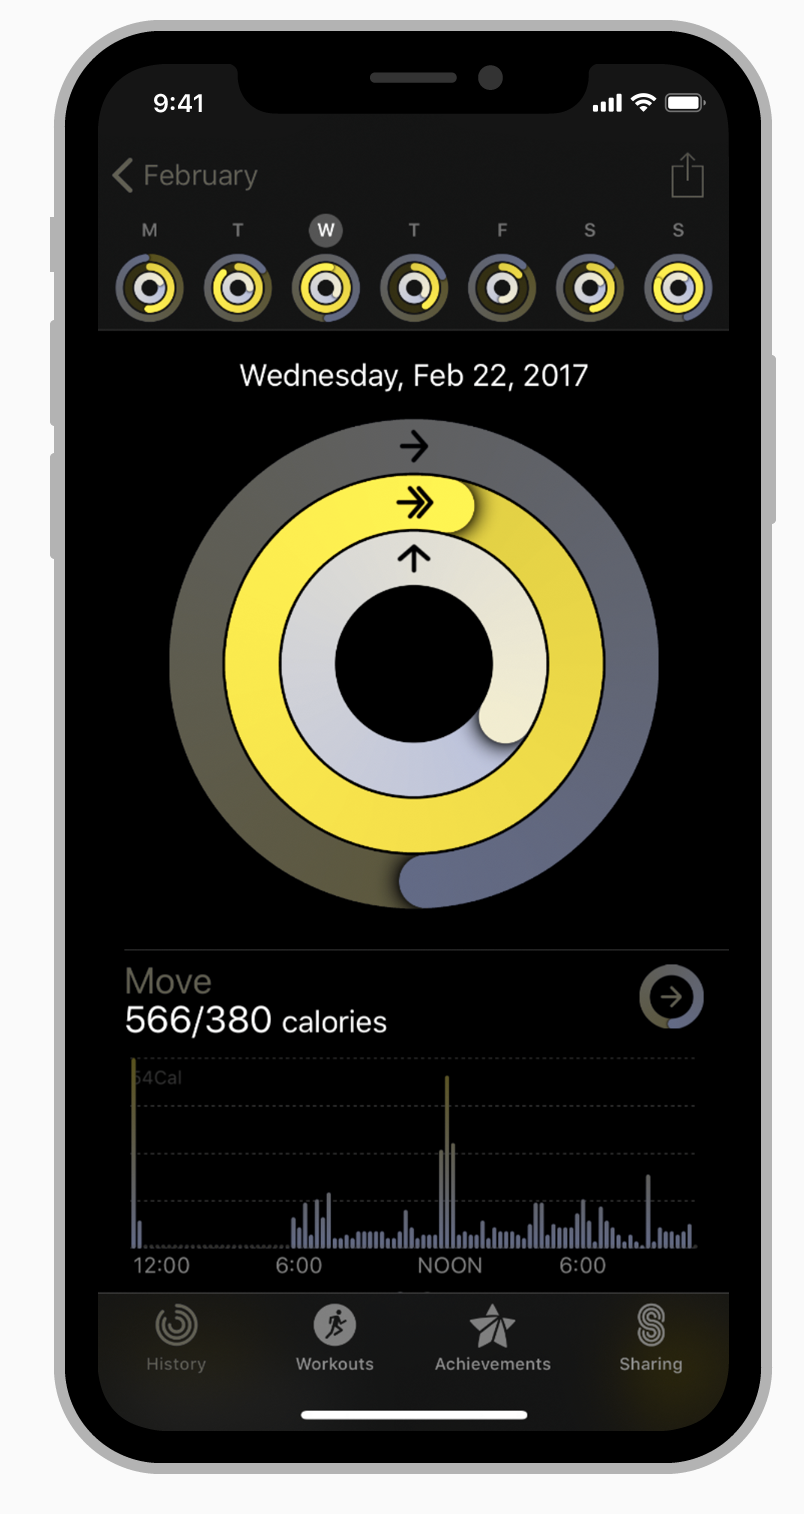 9:41
February
M T W T F S S
Wednesday, Feb 22, 2017
Move
566/380 calories
54Cal
12:00 6:00 NOON 6:00
History Workouts Achievements Sharing